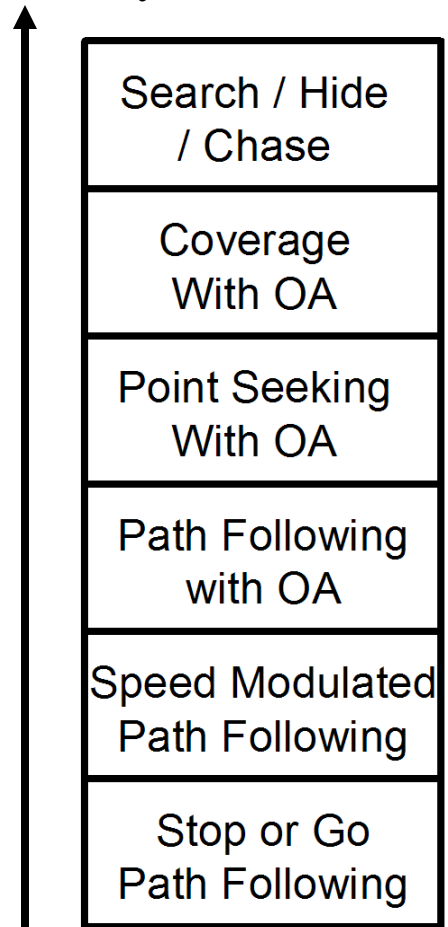 Search / Hide
/ Chase
Coverage
With OA
Point Seeking
With OA
Path Following
with OA
Speed Modulated
Path Following
Stop or Go
Path Following